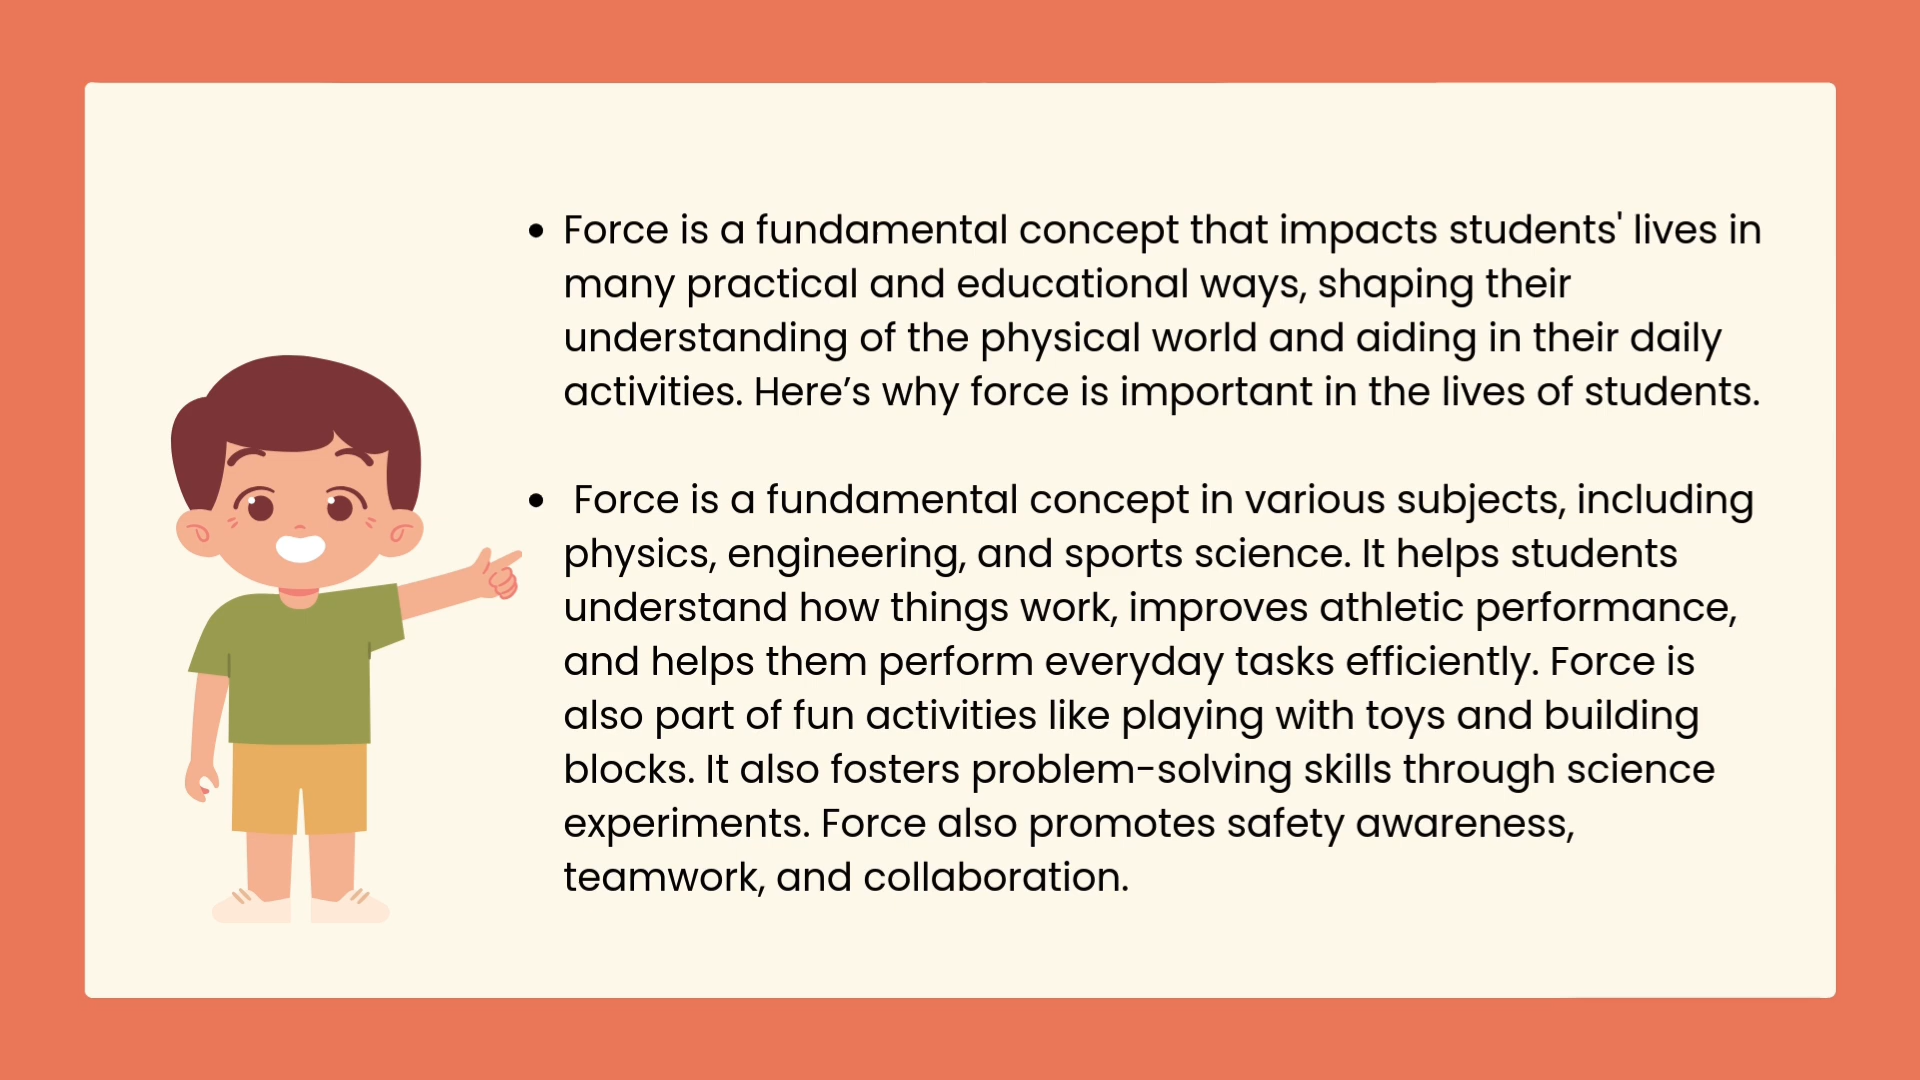 • Force is a fundamental concept that impacts students' lives in
many practical and educational ways, shaping their
understanding of the physical world and aiding in their daily
activities. Here’s why force is important in the lives of students.
• Force is a fundamental concept in various subjects, including
physics, engineering, and sports science. It helps students
understand how things work, improves athletic performance,
and helps them perform everyday tasks efficiently. Force is
also part of fun activities like playing with toys and building
blocks. It also fosters problem-solving skills through science
experiments. Force also promotes safety awareness,
teamwork, and collaboration.